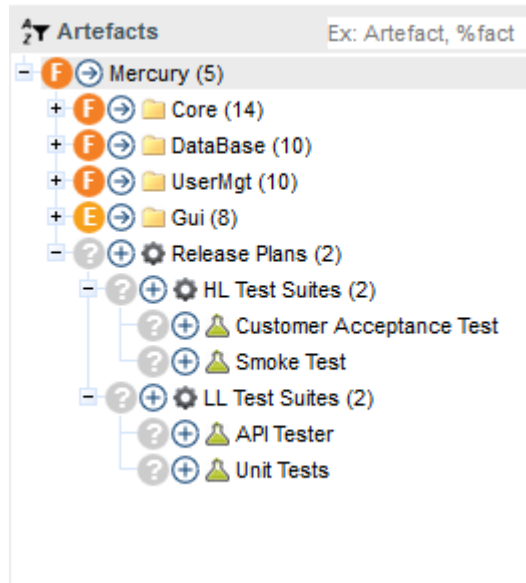 A Z Artefacts Ex: Artefact, %fact
F Mercury (5)
F Core (14)
F DataBase (10)
F UserMgt (10)
E Gui (8)
? Release Plans (2)
? HL Test Suites (2)
? Customer Acceptance Test
? Smoke Test
? LL Test Suites (2)
? API Tester
? Unit Tests